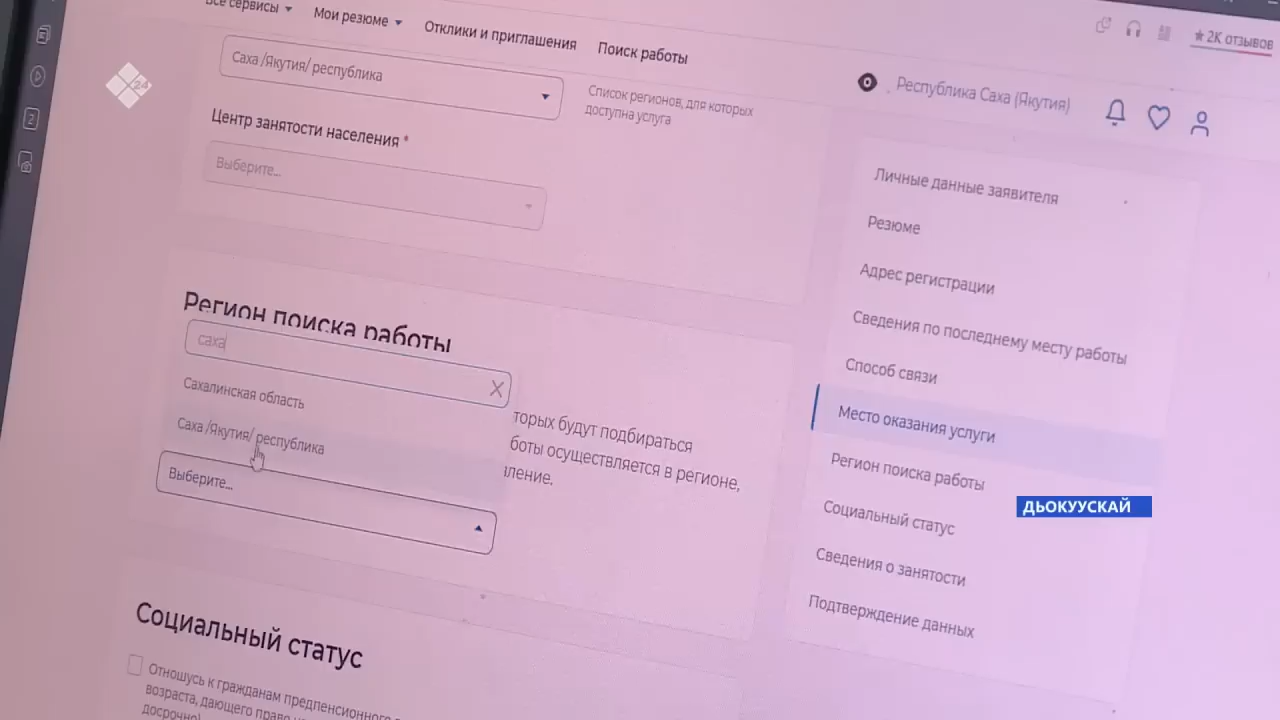 Все сервисы
Мои резюме
Отклики и приглашения
Поиск работы
2К отзывов
Саха /Якутия/ республика
Список регионов, для которых
доступна услуга
Республика Саха (Якутия)
24
2
Центр занятости населения *
Выберите...
Регион поиска работы
саха
Сахалинская область
Саха /Якутия/ республика
Выберите...
торых будут подбираться
боты осуществляется в регионе,
ление.
Социальный статус
Отношусь к гражданам предпенсионного
возраста, дающего право
досрочно)
Личные данные заявителя
Резюме
Адрес регистрации
Сведения по последнему месту работы
Способ связи
Место оказания услуги
Регион поиска работы
Социальный статус
Сведения о занятости
Подтверждение данных
ДЬОКУУСКАЙ